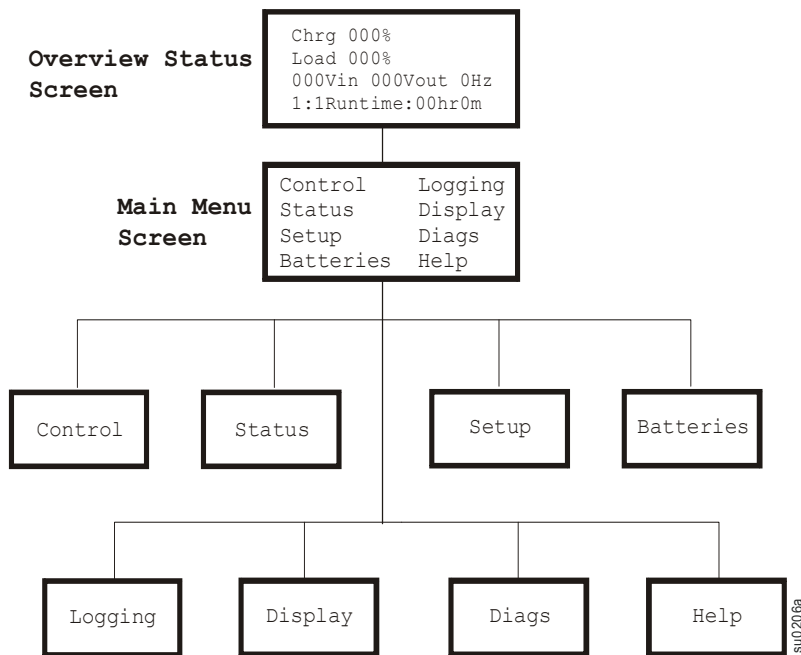 Overview Status
Screen
Chrg 000%
Load 000%
000Vin 000Vout 0Hz
1:1Runtime:00hr0m
Main Menu
Screen
Control Logging
Status Display
Setup Diags
Batteries Help
Control
Status
Setup
Batteries
Logging
Display
Diags
Help
su0206a